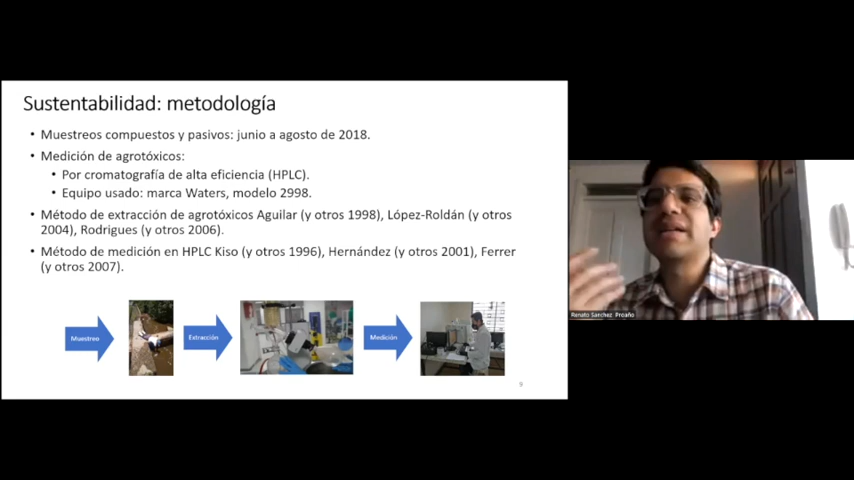 Sustentabilidad: metodología
• Muestreos compuestos y pasivos: junio a agosto de 2018.
• Medición de agrotóxicos:
• Por cromatografía de alta eficiencia (HPLC).
• Equipo usado: marca Waters, modelo 2998.
• Método de extracción de agrotóxicos Aguilar (y otros 1998), López-Roldán (y otros
2004), Rodrigues (y otros 2006).
• Método de medición en HPLC Kiso (y otros 1996), Hernández (y otros 2001), Ferrer
(y otros 2007).
Muestreo
Extracción
Medición
9
Renato Sanchez Proaño